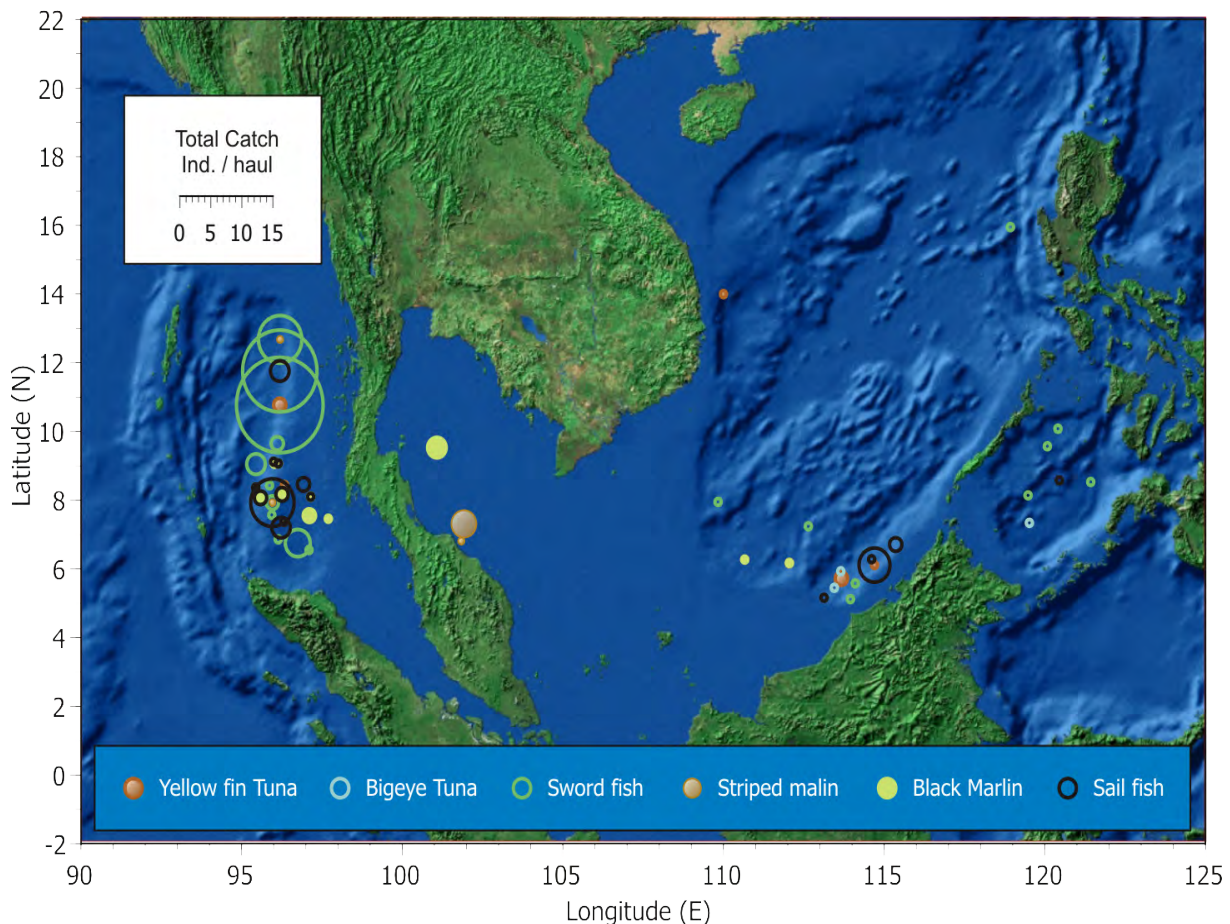 22
20
18
16
14
12
10
8
6
4
2
0
-2
Latitude (N)
Total Catch
Ind. / haul
0 5 10 15
Yellow fin Tuna Bigeye Tuna Sword fish Striped malin Black Marlin Sail fish
90 95 100 105 110 115 120 125
Longitude (E)